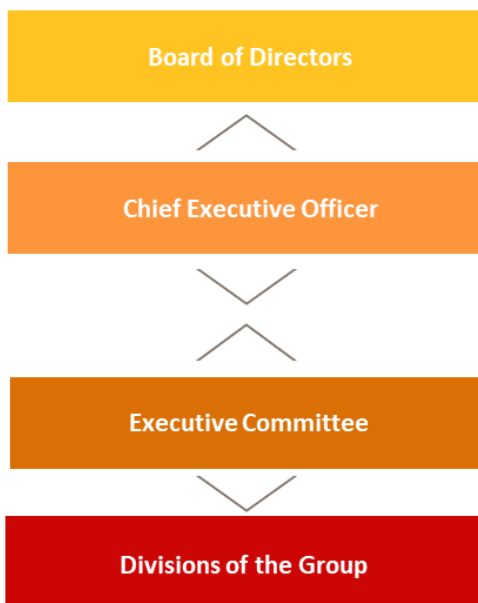 Board of Directors
Chief Executive Officer
Executive Committee
Divisions of the Group